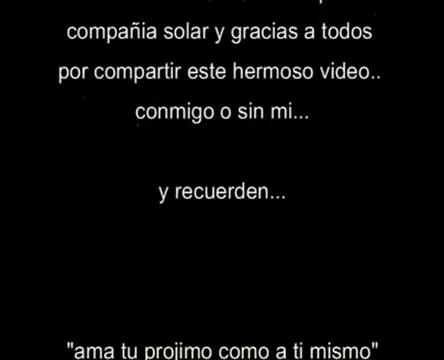 compañia solar y gracias a todos
por compartir este hermoso video..
conmigo o sin mi...
y recuerden...
"ama tu projimo como a ti mismo"